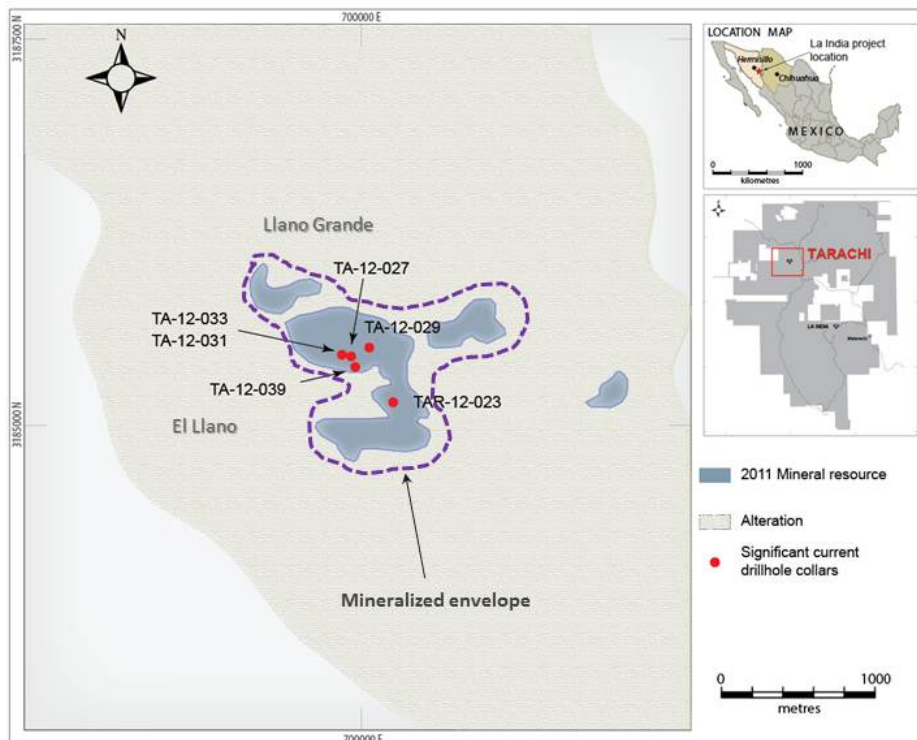 700000 E
3187500 N
N
Llano Grande
TA-12-027
TA-12-033
TA-12-029
TA-12-031
TA-12-039
TAR-12-023
El Llano
3185000 N
Mineralized envelope
700000 E
LOCATION MAP
La India project
location
Hermisillo
Chihuahua
MEXICO
0
1000
kilometres
TARACHI
LA INDIA
2011 Mineral resource
Alteration
Significant current
drillhole collars
0
1000
metres